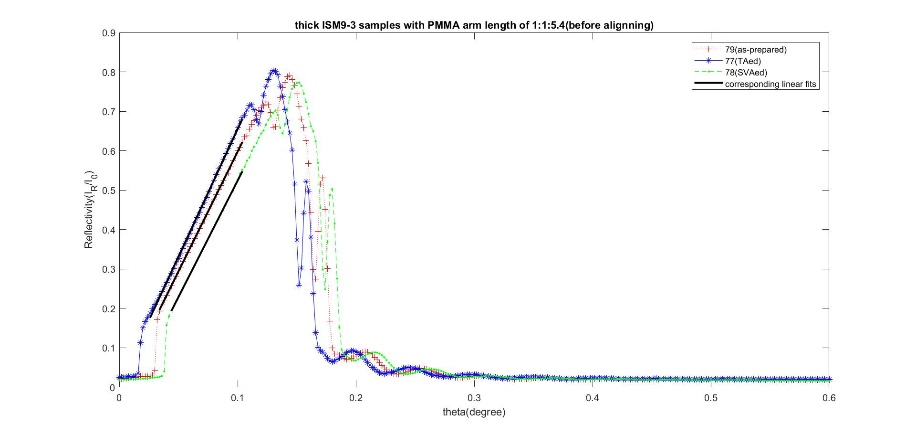 thick ISM9-3 samples with PMMA arm length of 1:1:5.4(before alignning)
0.9
0.8
0.7
0.6
0.5
0.4
0.3
0.2
0.1
0
Reflectivity(I_R/I_0)
79(as-prepared)
77(TAed)
78(SVAed)
corresponding linear fits
0 0.1 0.2 0.3 0.4 0.5 0.6
theta(degree)